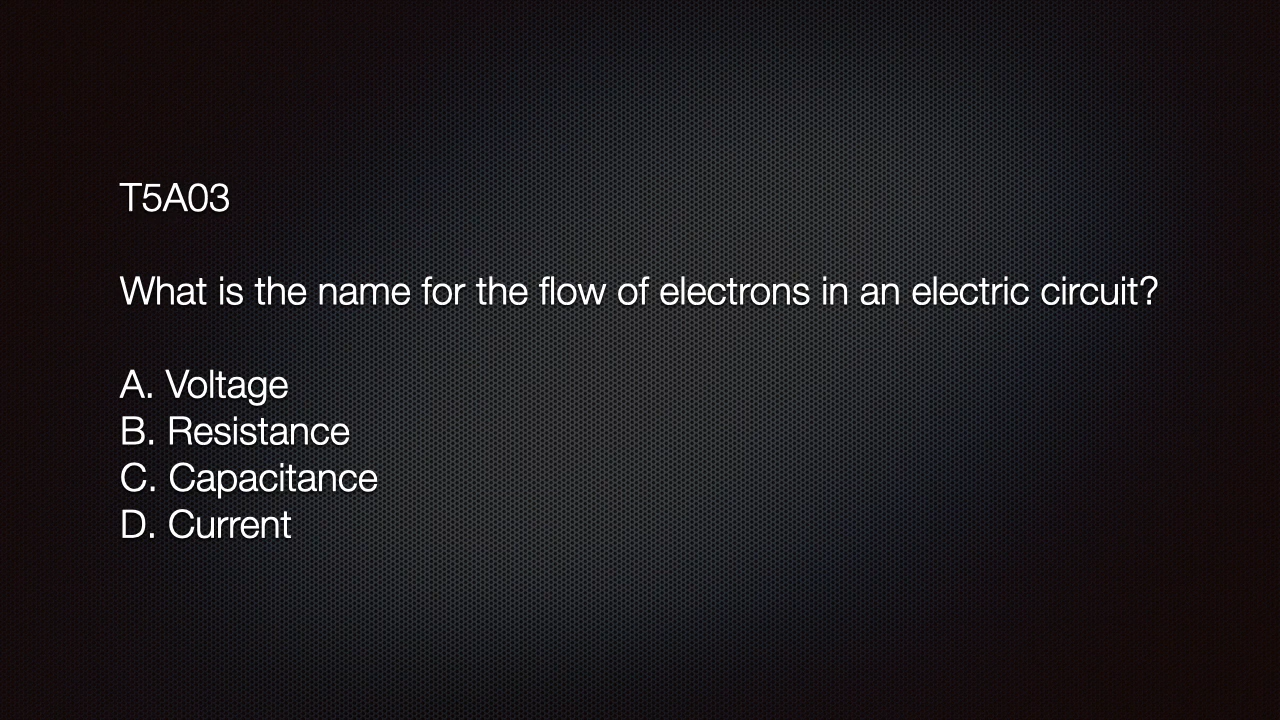 T5A03
What is the name for the flow of electrons in an electric circuit?
A. Voltage
B. Resistance
C. Capacitance
D. Current